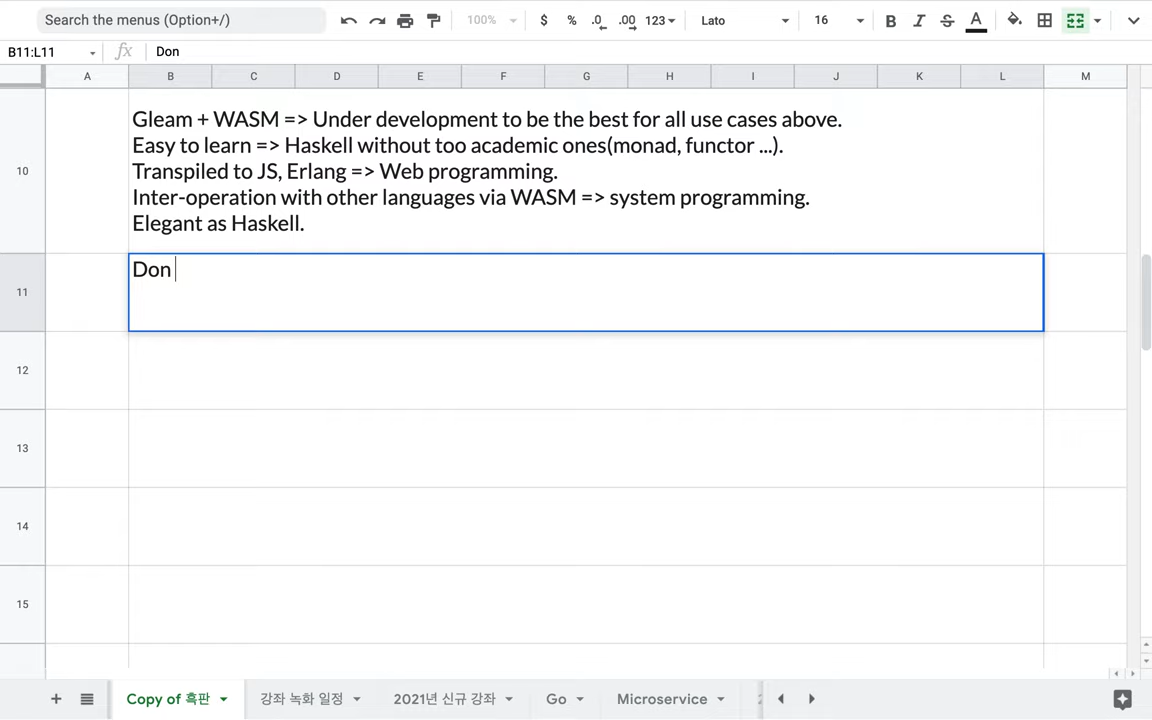 Search the menus (Option+/)
100%
$
%
.0
.00
123
Lato
16
B
I
S
A
B11:L11
fx
Don
A B C D E F G H I J K L M
10
Gleam + WASM => Under development to be the best for all use cases above.
Easy to learn => Haskell without too academic ones(monad, functor ...).
Transpiled to JS, Erlang => Web programming.
Inter-operation with other languages via WASM => system programming.
Elegant as Haskell.
11
Don
12
13
14
15
+
Copy of 흑판
강좌 녹화 일정
2021년 신규 강좌
Go
Microservice